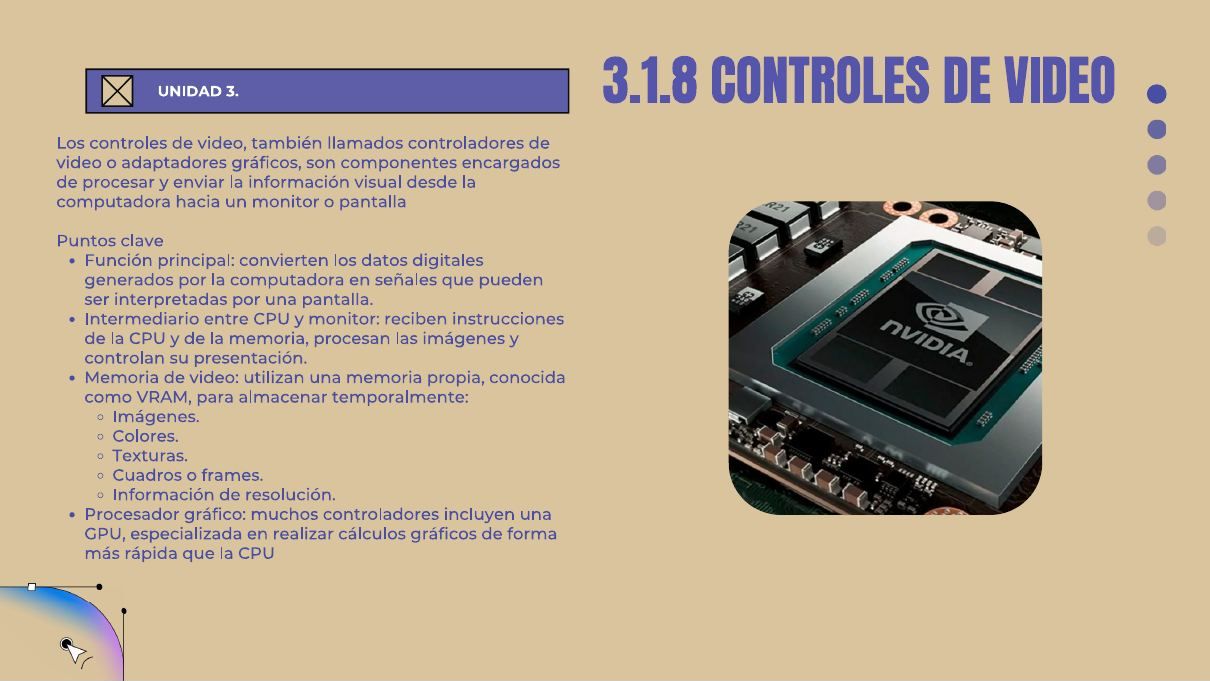 UNIDAD 3.
3.1.8 CONTROLES DE VIDEO
Los controles de video, también llamados controladores de
video o adaptadores gráficos, son componentes encargados
de procesar y enviar la información visual desde la
computadora hacia un monitor o pantalla
Puntos clave
• Función principal: convierten los datos digitales
generados por la computadora en señales que pueden
ser interpretadas por una pantalla.
• Intermediario entre CPU y monitor: reciben instrucciones
de la CPU y de la memoria, procesan las imágenes y
controlan su presentación.
• Memoria de video: utilizan una memoria propia, conocida
como VRAM, para almacenar temporalmente:
◦ Imágenes.
◦ Colores.
◦ Texturas.
◦ Cuadros o frames.
◦ Información de resolución.
• Procesador gráfico: muchos controladores incluyen una
GPU, especializada en realizar cálculos gráficos de forma
más rápida que la CPU
R21
R21
NVIDIA